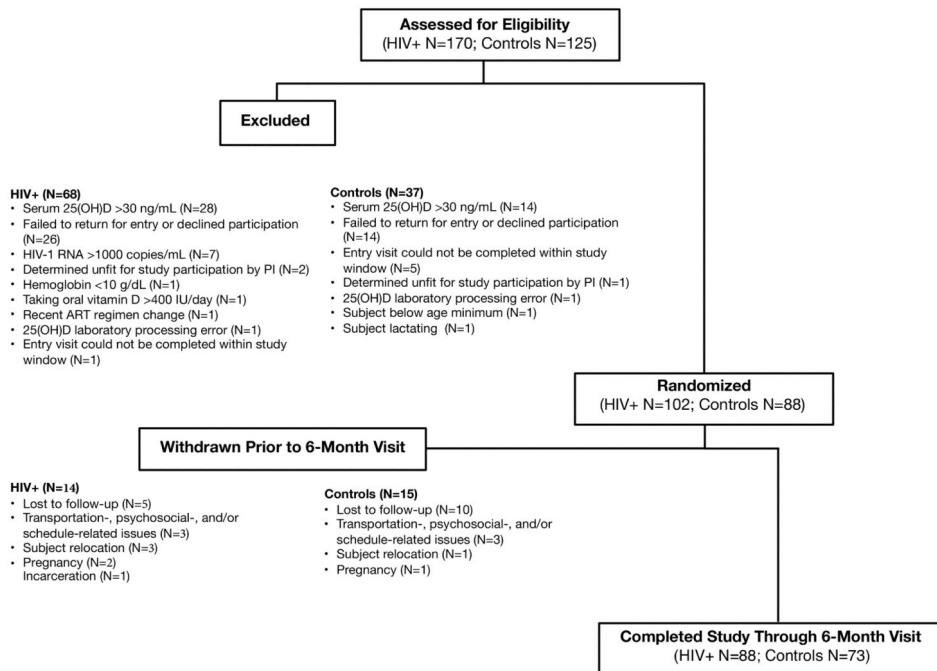 Assessed for Eligibility
(HIV+ N=170; Controls N=125)
Excluded
HIV+ (N=68)
• Serum 25(OH)D >30 ng/mL (N=28)
• Failed to return for entry or declined participation
(N=26)
• HIV-1 RNA >1000 copies/mL (N=7)
• Determined unfit for study participation by PI (N=2)
• Hemoglobin <10 g/dL (N=1)
• Taking oral vitamin D >400 IU/day (N=1)
• Recent ART regimen change (N=1)
• 25(OH)D laboratory processing error (N=1)
• Entry visit could not be completed within study
window (N=1)
Controls (N=37)
• Serum 25(OH)D >30 ng/mL (N=14)
• Failed to return for entry or declined participation
(N=14)
• Entry visit could not be completed within study
window (N=5)
• Determined unfit for study participation by PI (N=1)
• 25(OH)D laboratory processing error (N=1)
• Subject below age minimum (N=1)
• Subject lactating (N=1)
Randomized
(HIV+ N=102; Controls N=88)
Withdrawn Prior to 6-Month Visit
HIV+ (N=14)
• Lost to follow-up (N=5)
• Transportation-, psychosocial-, and/or
schedule-related issues (N=3)
• Subject relocation (N=3)
• Pregnancy (N=2)
Incarceration (N=1)
Controls (N=15)
• Lost to follow-up (N=10)
• Transportation-, psychosocial-, and/or
schedule-related issues (N=3)
• Subject relocation (N=1)
• Pregnancy (N=1)
Completed Study Through 6-Month Visit
(HIV+ N=88; Controls N=73)